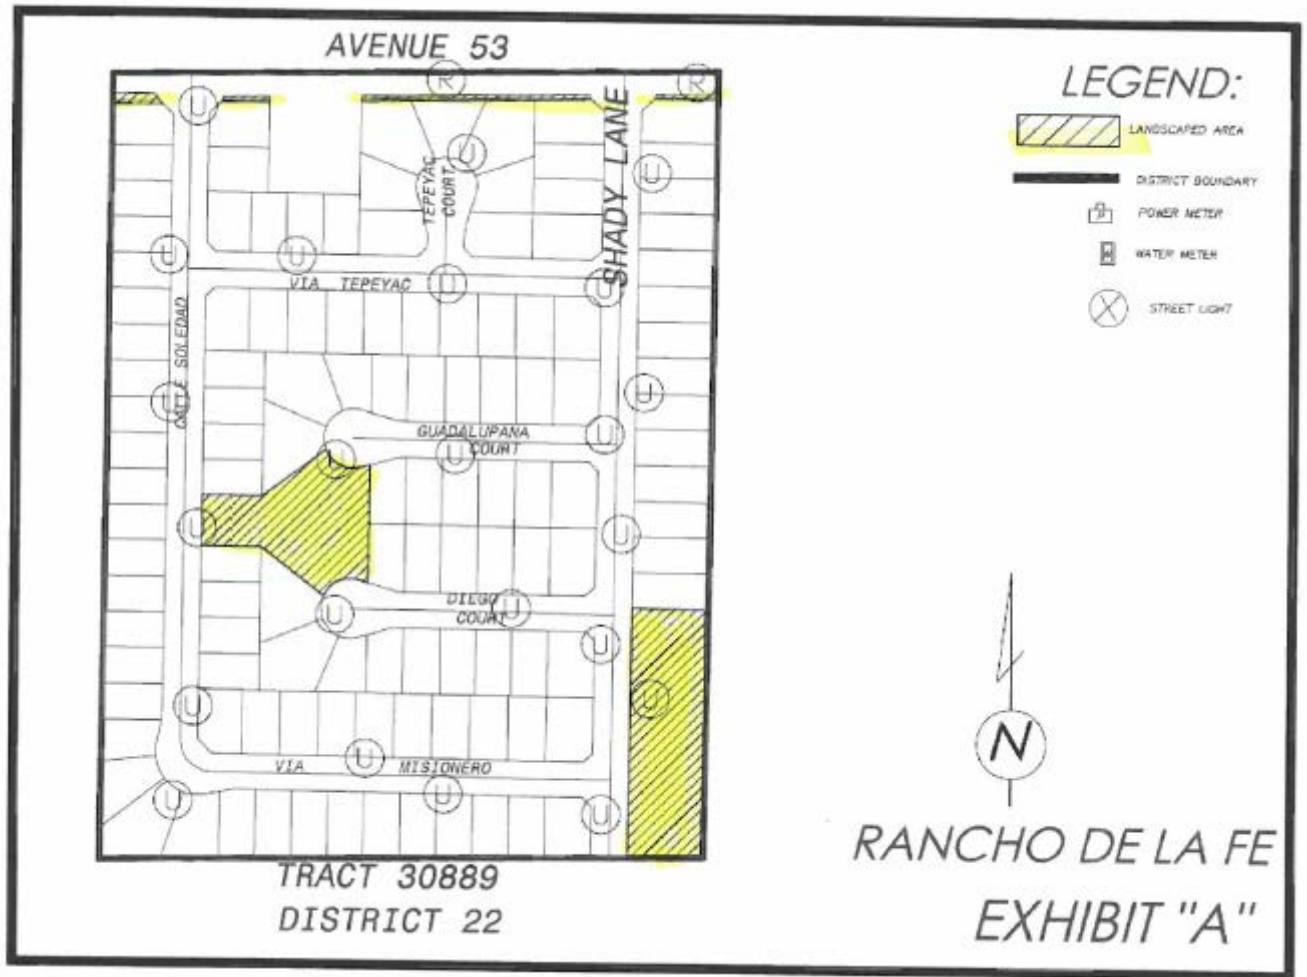 AVENUE 53
R
R
U
SHADY LANE
TEPEYAC
COURT
U
U
U
U
VIA TEPEYAC
U
U
CALLE SOLEDAD
U
U
GUADALUPANA
COURT
U
U
U
U
U
DIEGO
COURT
U
U
U
U
U
VIA
U
MISIONERO
U
U
U
TRACT 30889
DISTRICT 22
LEGEND:
LANDSCAPED AREA
DISTRICT BOUNDARY
POWER METER
WATER METER
X
STREET LIGHT
N
RANCHO DE LA FE
EXHIBIT "A"